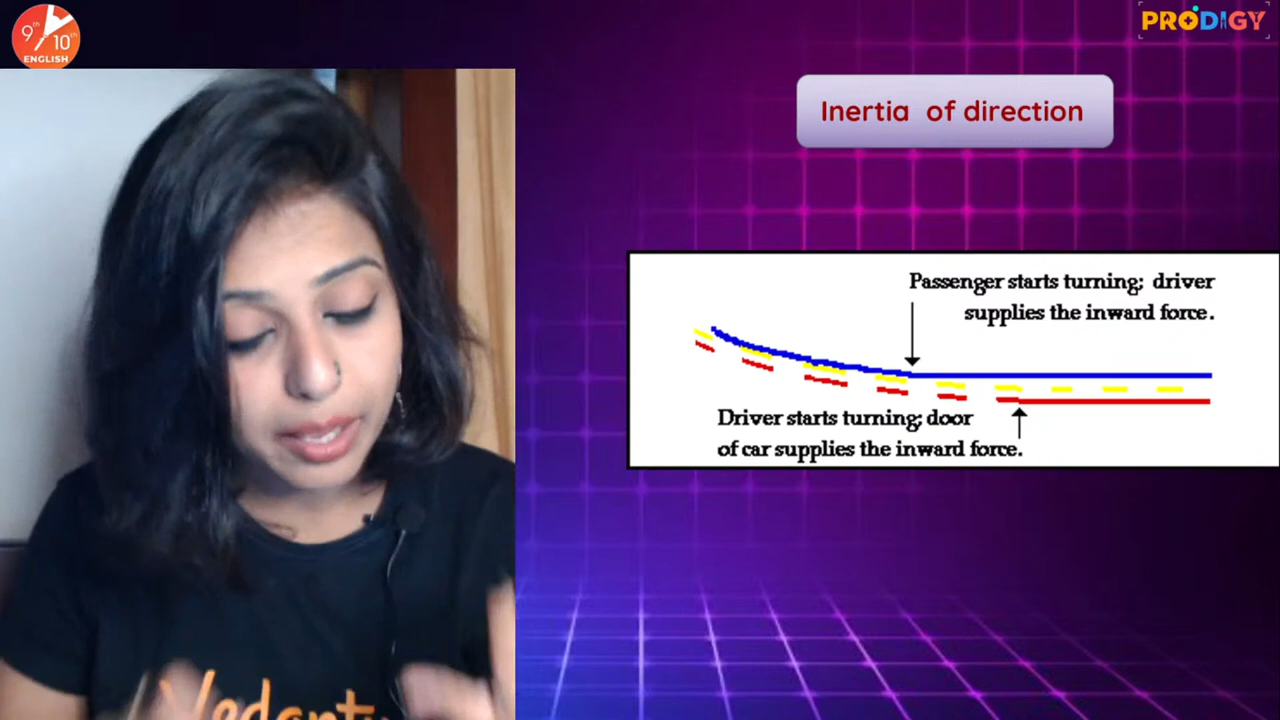 9th
10th
ENGLISH
PRODIGY
Inertia of direction
Passenger starts turning; driver
supplies the inward force.
Driver starts turning; door
of car supplies the inward force.
Vedantu